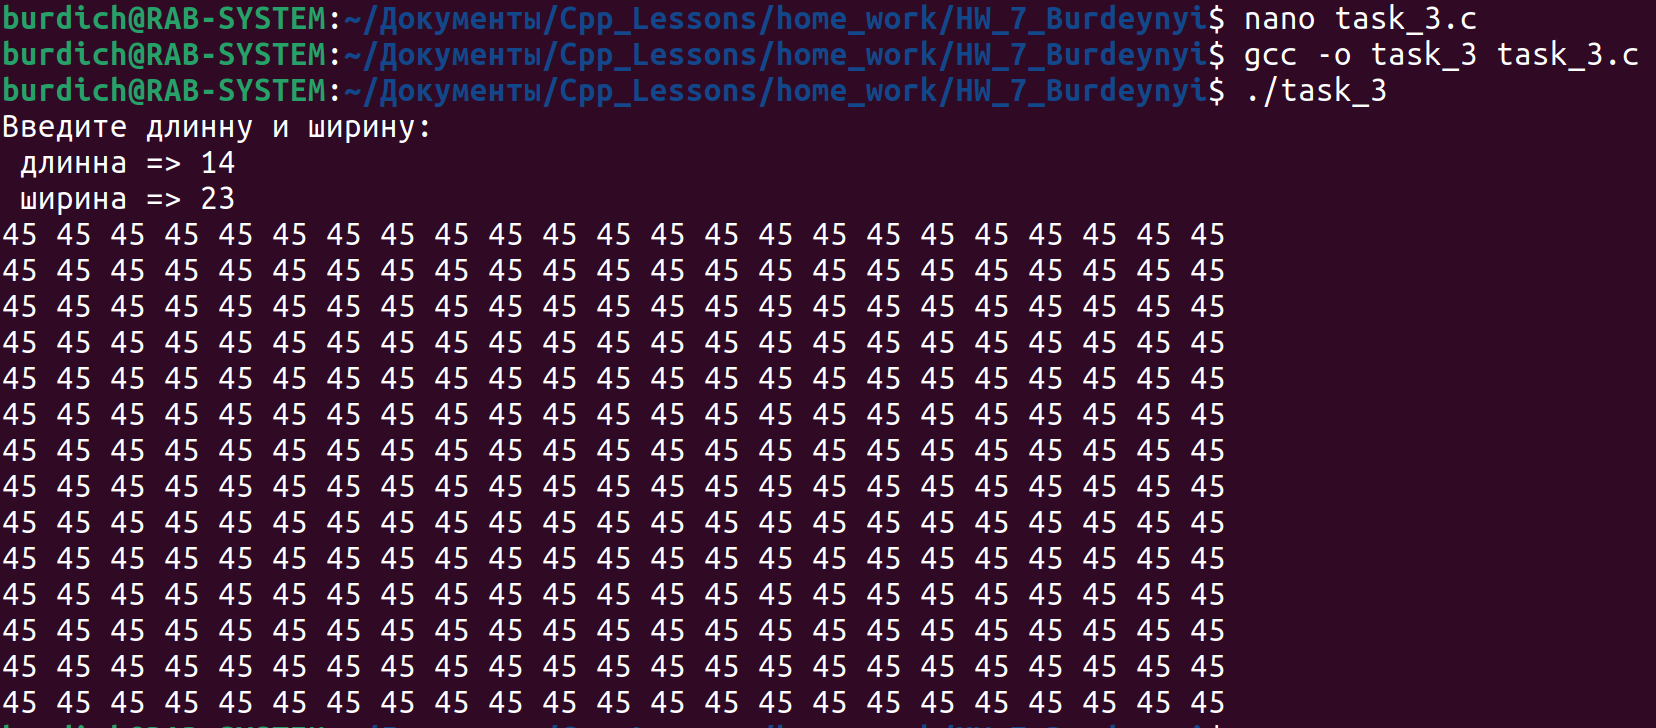 burdich@RAB-SYSTEM:~/Документы/Cpp_Lessons/home_work/HW_7_Burdeynyi$ nano task_3.c
burdich@RAB-SYSTEM:~/Документы/Cpp_Lessons/home_work/HW_7_Burdeynyi$ gcc -o task_3 task_3.c
burdich@RAB-SYSTEM:~/Документы/Cpp_Lessons/home_work/HW_7_Burdeynyi$ ./task_3
Введите длинну и ширину:
 длинна => 14
 ширина => 23
45 45 45 45 45 45 45 45 45 45 45 45 45 45 45 45 45 45 45 45 45 45 45
45 45 45 45 45 45 45 45 45 45 45 45 45 45 45 45 45 45 45 45 45 45 45
45 45 45 45 45 45 45 45 45 45 45 45 45 45 45 45 45 45 45 45 45 45 45
45 45 45 45 45 45 45 45 45 45 45 45 45 45 45 45 45 45 45 45 45 45 45
45 45 45 45 45 45 45 45 45 45 45 45 45 45 45 45 45 45 45 45 45 45 45
45 45 45 45 45 45 45 45 45 45 45 45 45 45 45 45 45 45 45 45 45 45 45
45 45 45 45 45 45 45 45 45 45 45 45 45 45 45 45 45 45 45 45 45 45 45
45 45 45 45 45 45 45 45 45 45 45 45 45 45 45 45 45 45 45 45 45 45 45
45 45 45 45 45 45 45 45 45 45 45 45 45 45 45 45 45 45 45 45 45 45 45
45 45 45 45 45 45 45 45 45 45 45 45 45 45 45 45 45 45 45 45 45 45 45
45 45 45 45 45 45 45 45 45 45 45 45 45 45 45 45 45 45 45 45 45 45 45
45 45 45 45 45 45 45 45 45 45 45 45 45 45 45 45 45 45 45 45 45 45 45
45 45 45 45 45 45 45 45 45 45 45 45 45 45 45 45 45 45 45 45 45 45 45
45 45 45 45 45 45 45 45 45 45 45 45 45 45 45 45 45 45 45 45 45 45 45